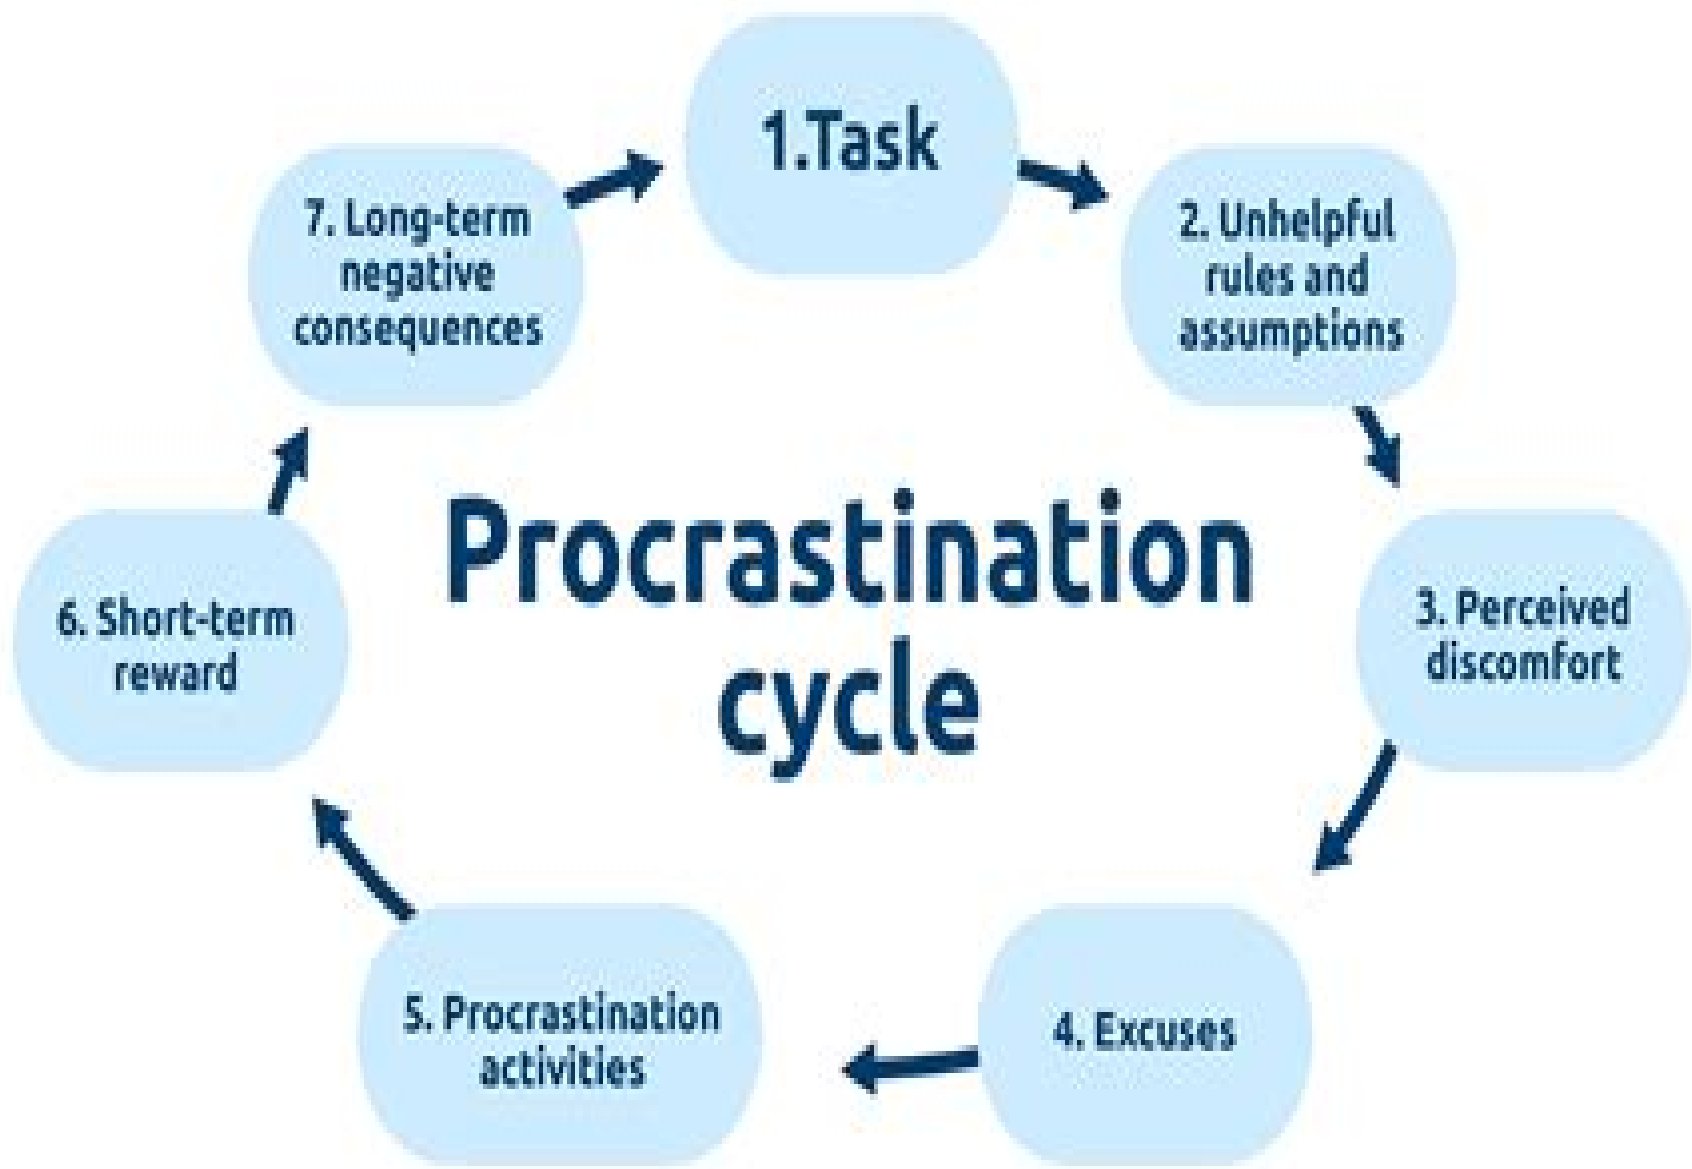 1.Task
2. Unhelpful
rules and
assumptions
3. Perceived
discomfort
4. Excuses
5. Procrastination
activities
6. Short-term
reward
7. Long-term
negative
consequences
Procrastination
cycle